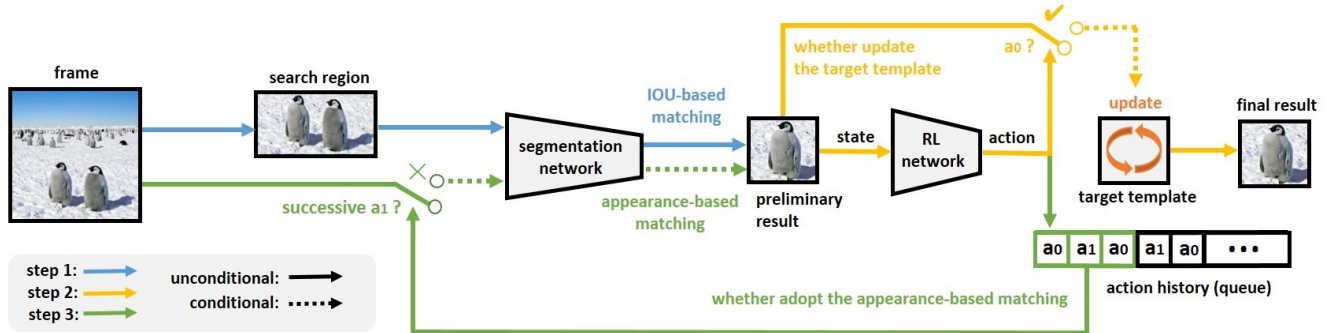 frame
search region
IOU-based
matching
segmentation
network
appearance-based
matching
successive a1 ?
whether update
the target template
a0 ?
preliminary
result
state
RL
network
action
update
target template
final result
a0 a1 a0 a1 a0 •••
action history (queue)
whether adopt the appearance-based matching
step 1:
step 2:
step 3:
unconditional:
conditional: